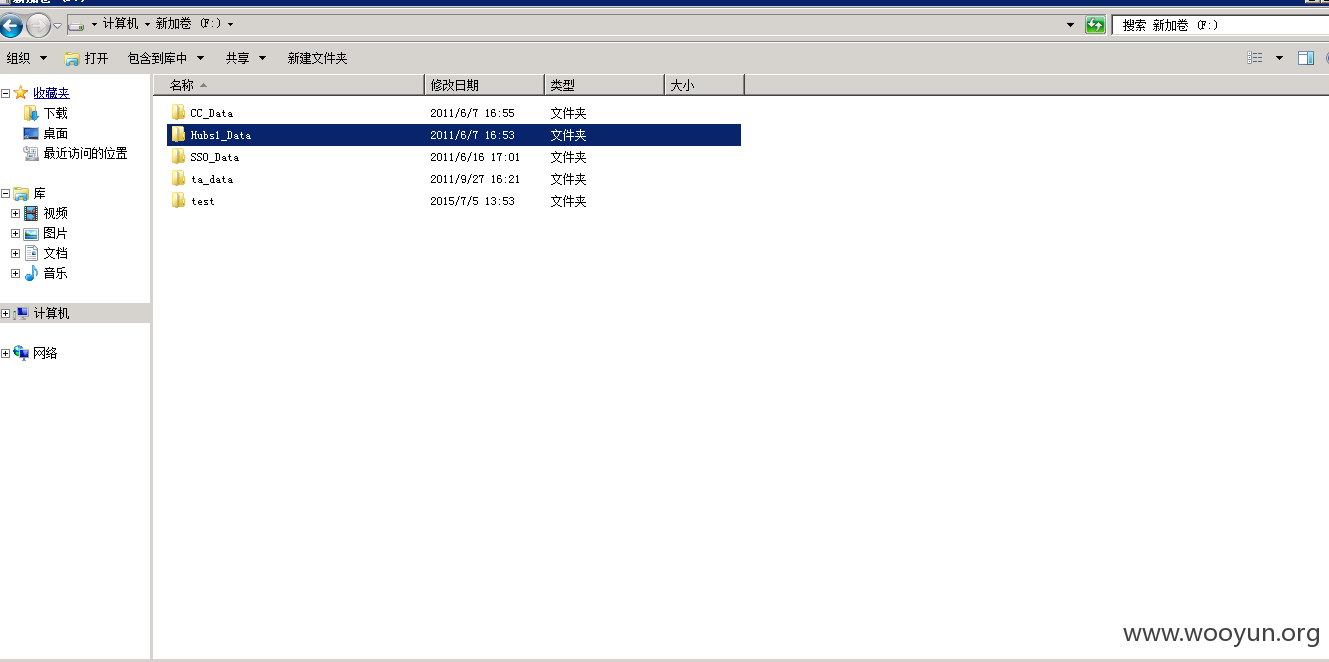 计算机 新加卷 (F:) 搜索 新加卷 (F:)
组织 打开 包含到库中 共享 新建文件夹
收藏夹
下载
桌面
最近访问的位置
库
视频
图片
文档
音乐
计算机
网络
名称 修改日期 类型 大小
CC_Data 2011/6/7 16:55 文件夹
Hubs1_Data 2011/6/7 16:53 文件夹
SSO_Data 2011/6/16 17:01 文件夹
ta_data 2011/9/27 16:21 文件夹
test 2015/7/5 13:53 文件夹
www.wooyun.org